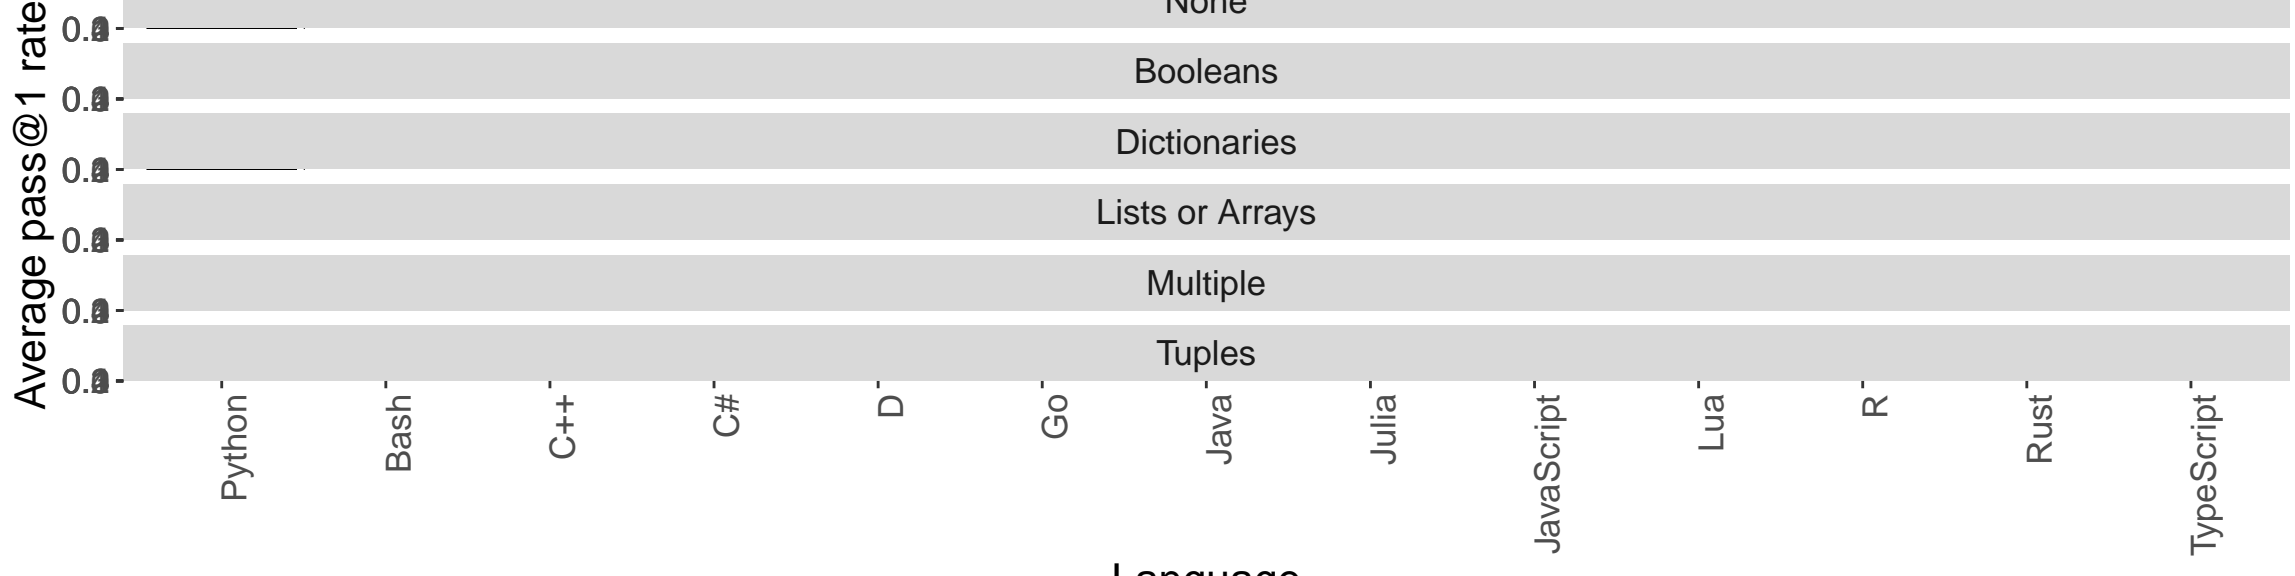 Average pass@1 rate
None
Booleans
Dictionaries
Lists or Arrays
Multiple
Tuples
Python
Bash
C++
C#
D
Go
Java
Julia
JavaScript
Lua
R
Rust
TypeScript
Language